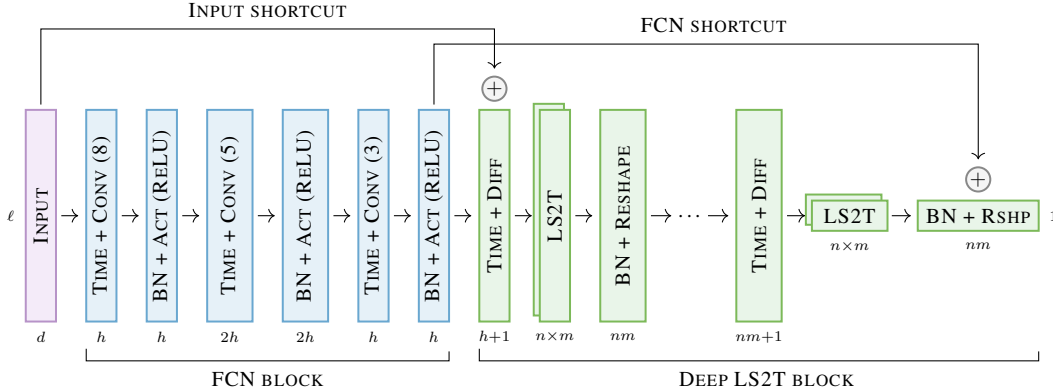 INPUT SHORTCUT
FCN SHORTCUT
+
+
ℓ
INPUT
TIME + CONV (8)
BN + ACT (RELU)
TIME + CONV (5)
BN + ACT (RELU)
TIME + CONV (3)
BN + ACT (RELU)
TIME + DIFF
LS2T
BN + RESHAPE
···
TIME + DIFF
LS2T
BN + RSHP
d
h
h
2h
2h
h
h
h+1
n×m
nm
nm+1
n×m
nm
FCN BLOCK
DEEP LS2T BLOCK